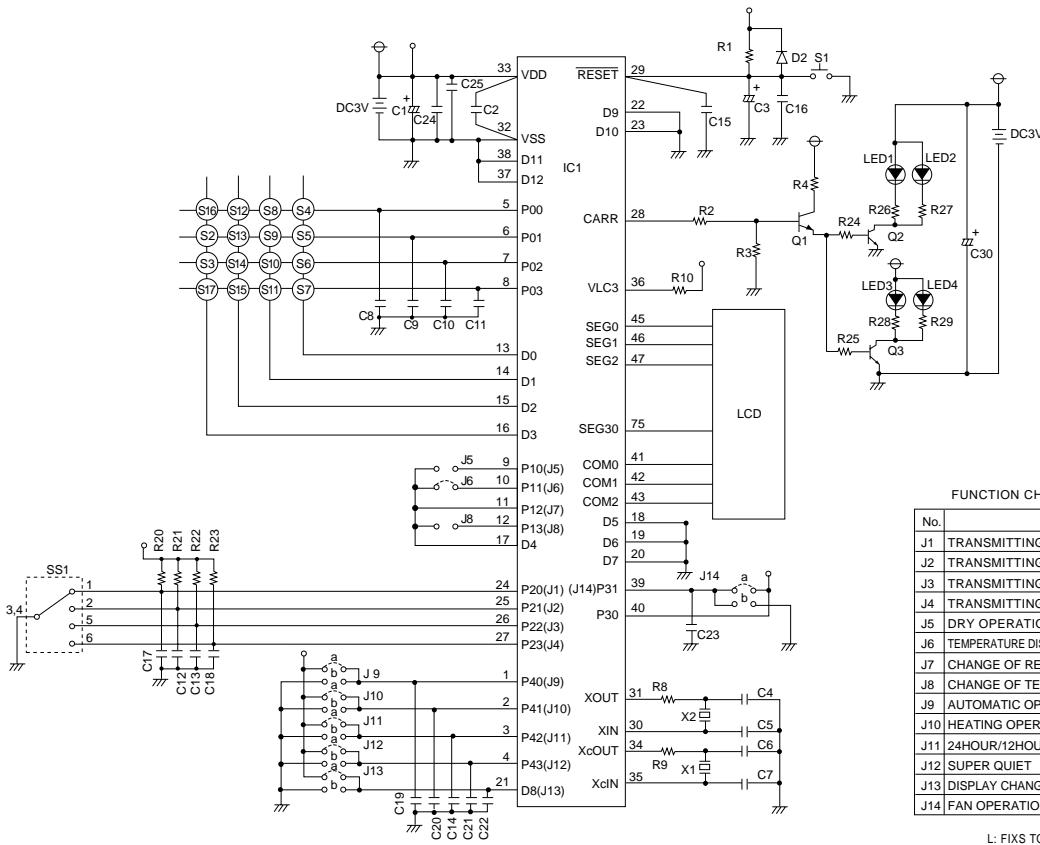 R1
D2
S1
33
VDD
RESET
29
C25
DC3V
C1
+
C24
C2
+
C3
C16
C15
D9
22
D10
23
32
VSS
38
D11
37
D12
IC1
DC3V
LED1
LED2
R4
S16
S12
S8
S4
5
P00
CARR
28
R2
R26
R27
R24
Q1
Q2
S2
S13
S9
S5
6
P01
R3
+
C30
S3
S14
S10
S6
7
P02
S17
S15
S11
S7
8
P03
VLC3
36
R10
LED3
LED4
C8
C9
C10
C11
SEG0
45
R28
R29
SEG1
46
R25
Q3
SEG2
47
13
D0
14
D1
15
D2
LCD
16
D3
SEG30
75
J5
9
P10(J5)
COM0
41
J6
10
P11(J6)
COM1
42
11
P12(J7)
COM2
43
J8
12
P13(J8)
D5
18
17
D4
D6
19
D7
20
R20
R21
R22
R23
SS1
3,4
1
2
5
6
24
P20(J1)
(J14)P31
39
J14
a
b
25
P21(J2)
26
P22(J3)
P30
40
27
P23(J4)
C23
C17
C12
C13
C18
a
b
J 9
1
P40(J9)
a
b
J10
2
P41(J10)
a
b
J11
3
P42(J11)
a
b
J12
4
P43(J12)
a
b
J13
21
D8(J13)
C19
C20
C14
C21
C22
XOUT
31
R8
C4
X2
XIN
30
C5
XcOUT
34
C6
R9
X1
XcIN
35
C7
FUNCTION CH
No.
J1 TRANSMITTING
J2 TRANSMITTING
J3 TRANSMITTING
J4 TRANSMITTING
J5 DRY OPERATIO
J6 TEMPERATURE DIS
J7 CHANGE OF RE
J8 CHANGE OF TE
J9 AUTOMATIC OP
J10 HEATING OPER
J11 24HOUR/12HOU
J12 SUPER QUIET
J13 DISPLAY CHANG
J14 FAN OPERATIO
L: FIXS TO